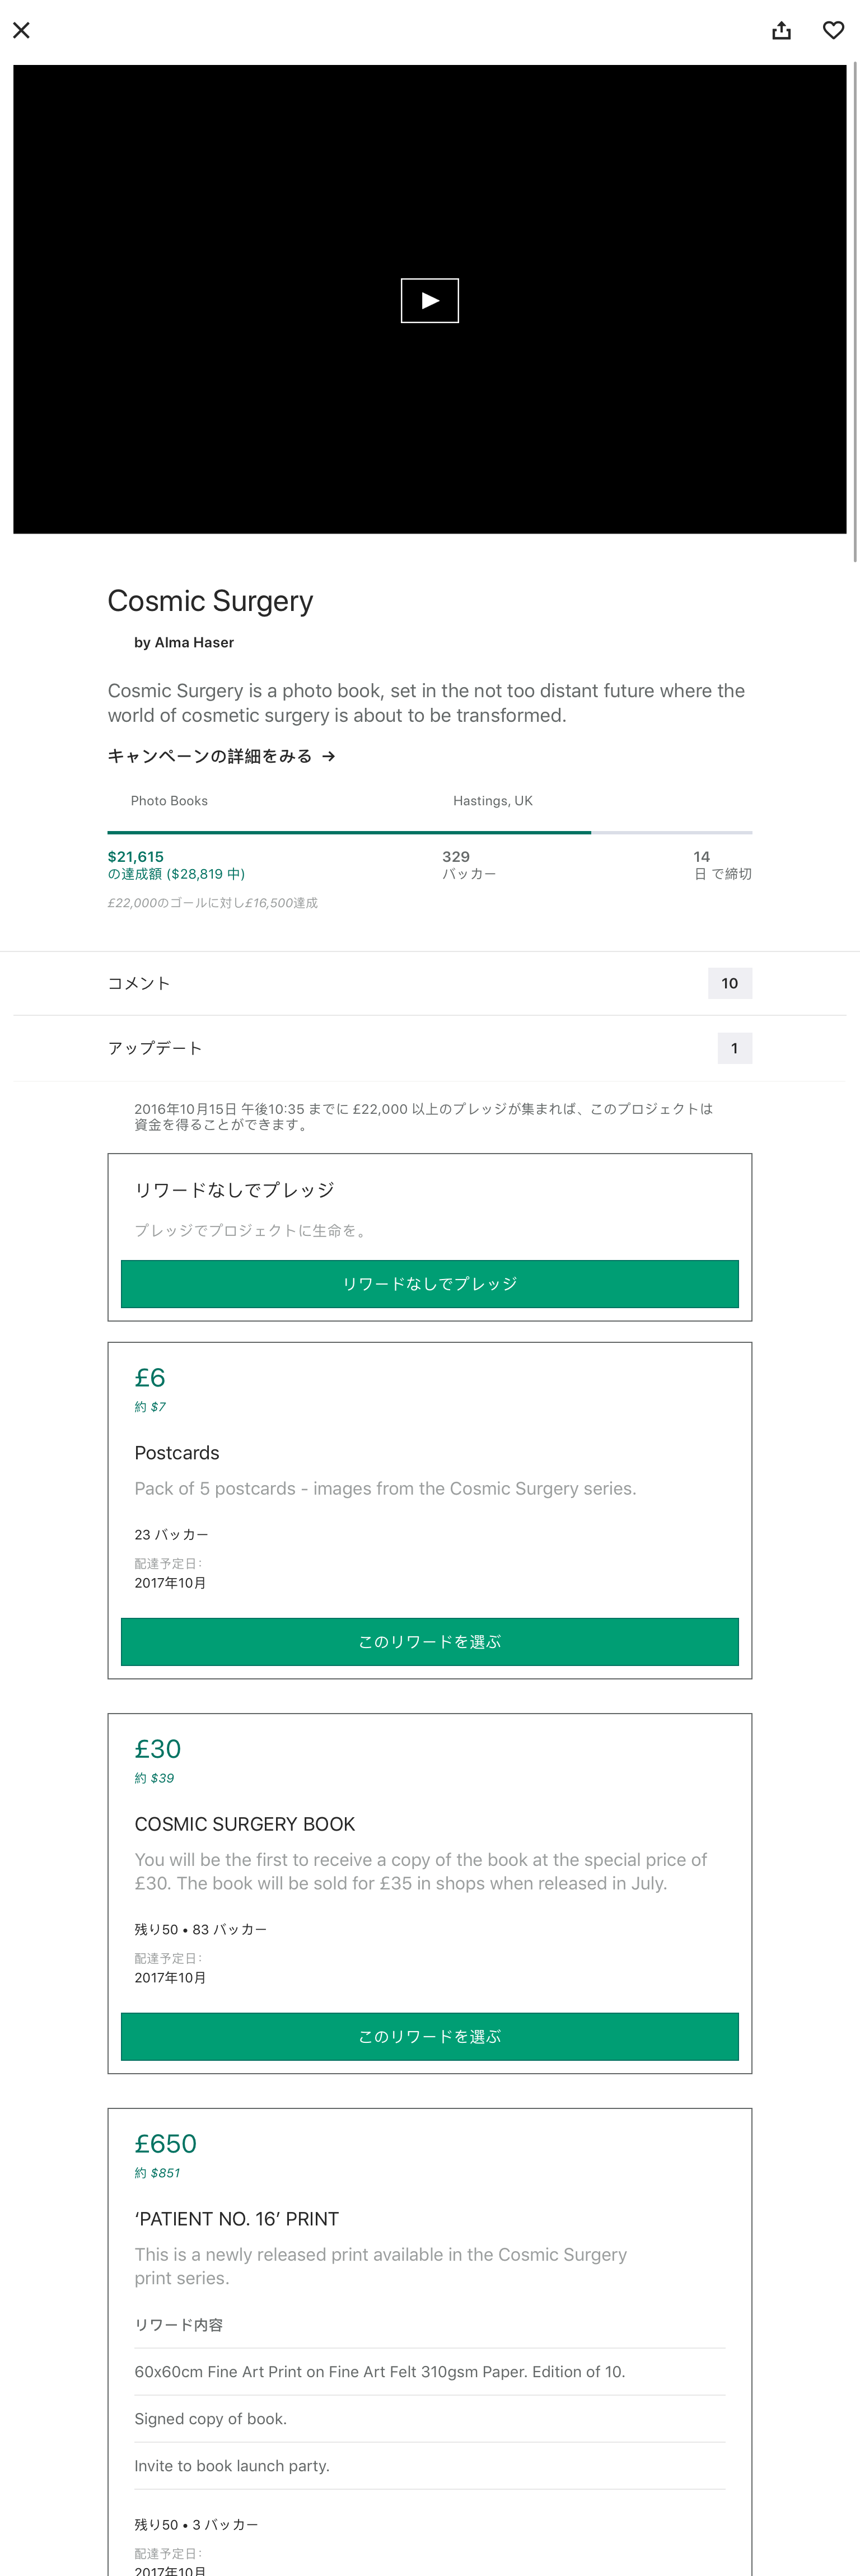 Cosmic Surgery
by Alma Haser
Cosmic Surgery is a photo book, set in the not too distant future where the
world of cosmetic surgery is about to be transformed.
キャンペーンの詳細をみる →
Photo Books
Hastings, UK
$21,615
の達成額 ($28,819 中)
329
バッカー
14
日 で締切
£22,000のゴールに対し£16,500達成
コメント
10
アップデート
1
2016年10月15日 午後10:35 までに £22,000 以上のプレッジが集まれば、このプロジェクトは
資金を得ることができます。
リワードなしでプレッジ
プレッジでプロジェクトに生命を。
リワードなしでプレッジ
£6
約 $7
Postcards
Pack of 5 postcards - images from the Cosmic Surgery series.
23 バッカー
配達予定日:
2017年10月
このリワードを選ぶ
£30
約 $39
COSMIC SURGERY BOOK
You will be the first to receive a copy of the book at the special price of
£30. The book will be sold for £35 in shops when released in July.
残り50 • 83 バッカー
配達予定日:
2017年10月
このリワードを選ぶ
£650
約 $851
‘PATIENT NO. 16’ PRINT
This is a newly released print available in the Cosmic Surgery
print series.
リワード内容
60x60cm Fine Art Print on Fine Art Felt 310gsm Paper. Edition of 10.
Signed copy of book.
Invite to book launch party.
残り50 • 3 バッカー
配達予定日:
2017年10月